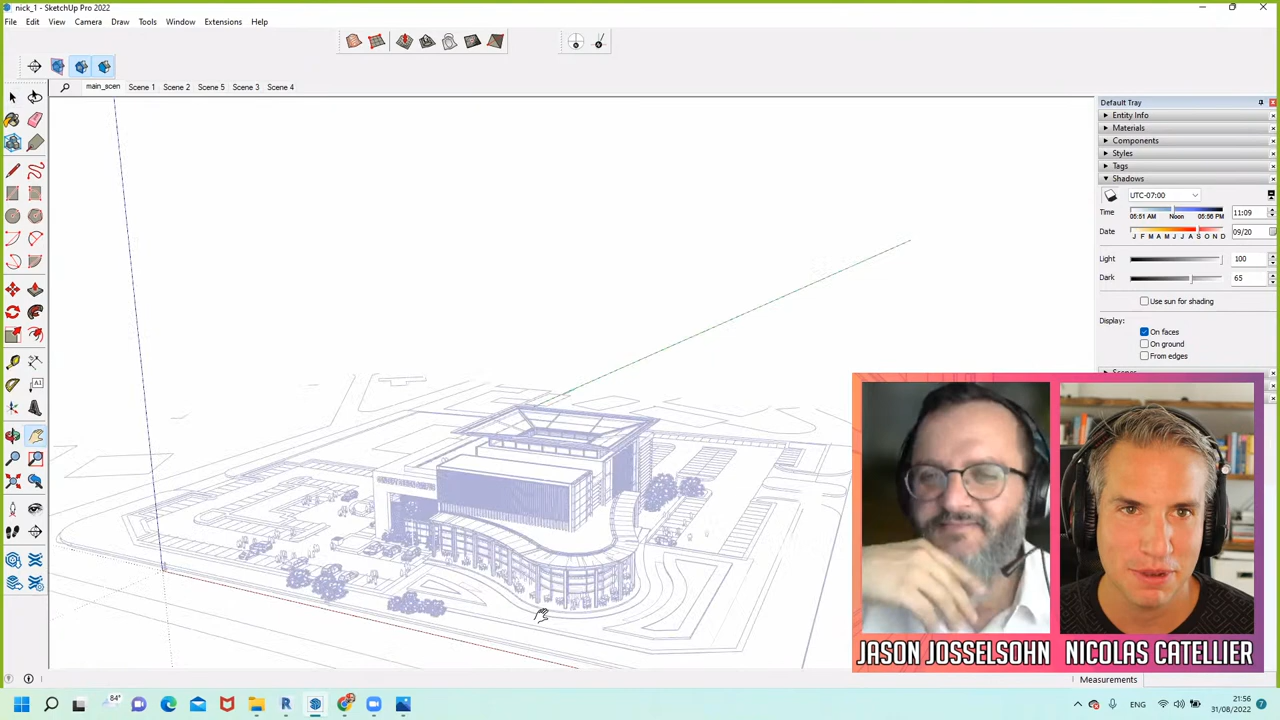 nick_1 - SketchUp Pro 2022
File Edit View Camera Draw Tools Window Extensions Help
main_scen Scene 1 Scene 2 Scene 5 Scene 3 Scene 4
Default Tray
Entity Info
Materials
Components
Styles
Tags
Shadows
UTC-07:00
Time 05:51 AM Noon 05:56 PM 11:09
Date J F M A M J J A S O N D 09/20
Light 100
Dark 65
Use sun for shading
Display:
On faces
On ground
From edges
JASON JOSSELSOHN NICOLAS CATELLIER
Measurements
84°
ENG
21:56
31/08/2022